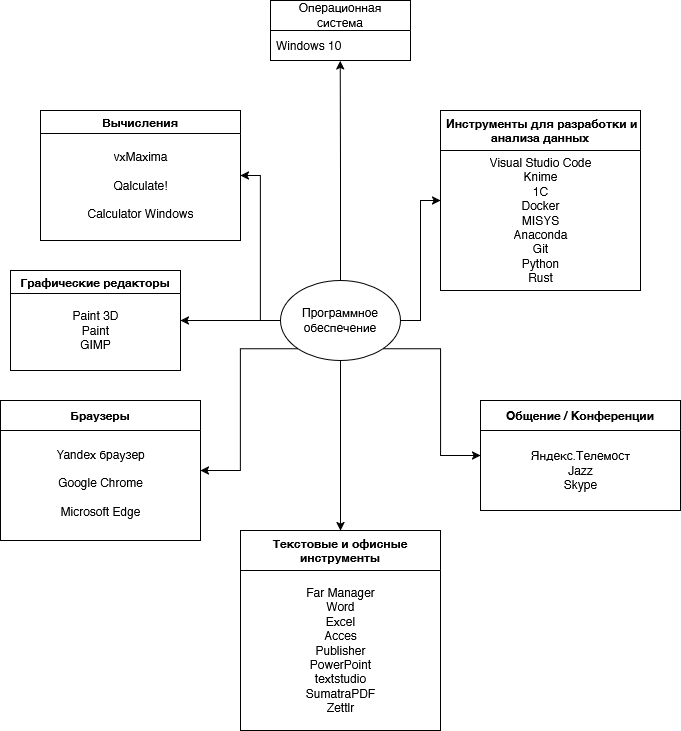 Операционная
система
Windows 10
Вычисления
vxMaxima
Qalculate!
Calculator Windows
Инструменты для разработки и
анализа данных
Visual Studio Code
Knime
1C
Docker
MISYS
Anaconda
Git
Python
Rust
Графические редакторы
Paint 3D
Paint
GIMP
Программное
обеспечение
Браузеры
Yandex браузер
Google Chrome
Microsoft Edge
Общение / Конференции
Яндекс.Телемост
Jazz
Skype
Текстовые и офисные
инструменты
Far Manager
Word
Excel
Acces
Publisher
PowerPoint
textstudio
SumatraPDF
Zettlr